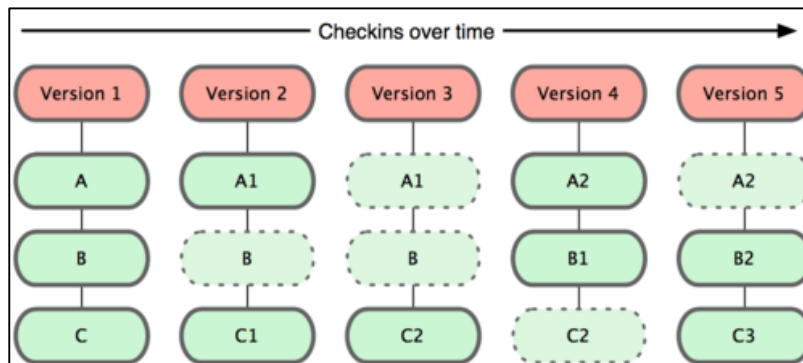 Checkins over time
Version 1 Version 2 Version 3 Version 4 Version 5
A A1 A1 A2 A2
B B B B1 B2
C C1 C2 C2 C3